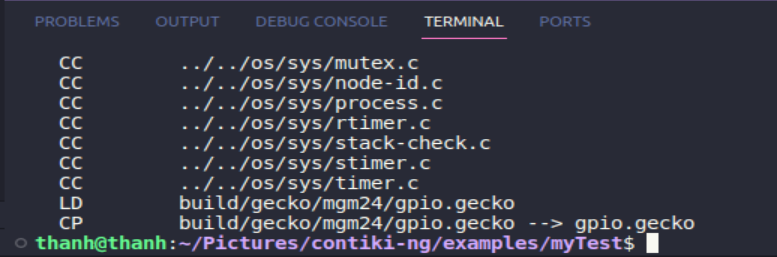 PROBLEMS OUTPUT DEBUG CONSOLE TERMINAL PORTS
CC ../../os/sys/mutex.c
CC ../../os/sys/node-id.c
CC ../../os/sys/process.c
CC ../../os/sys/rtimer.c
CC ../../os/sys/stack-check.c
CC ../../os/sys/stimer.c
CC ../../os/sys/timer.c
LD build/gecko/mgm24/gpio.gecko
CP build/gecko/mgm24/gpio.gecko --> gpio.gecko
thanh@thanh:~/Pictures/contiki-ng/examples/myTest$